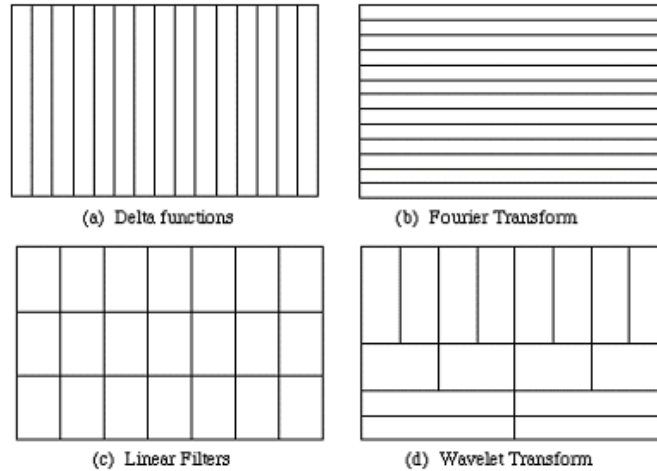 (a) Delta functions
(b) Fourier Transform
(c) Linear Filters
(d) Wavelet Transform